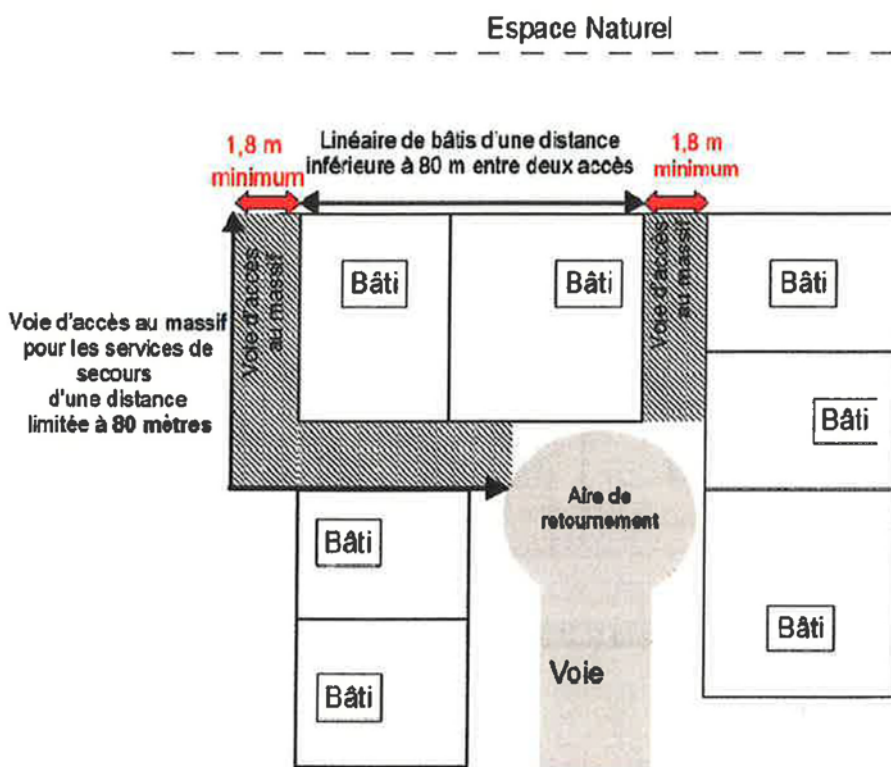 Espace Naturel
1,8 m
minimum
Linéaire de bâtis d'une distance
inférieure à 80 m entre deux accès
1,8 m
minimum
Voie d'accès
au massif
Bâti
Bâti
Voie d'accès
au massif
Bâti
Voie d'accès au massif
pour les services de
secours
d'une distance
limitée à 80 mètres
Bâti
Aire de
retournement
Bâti
Bâti
Voie
Bâti